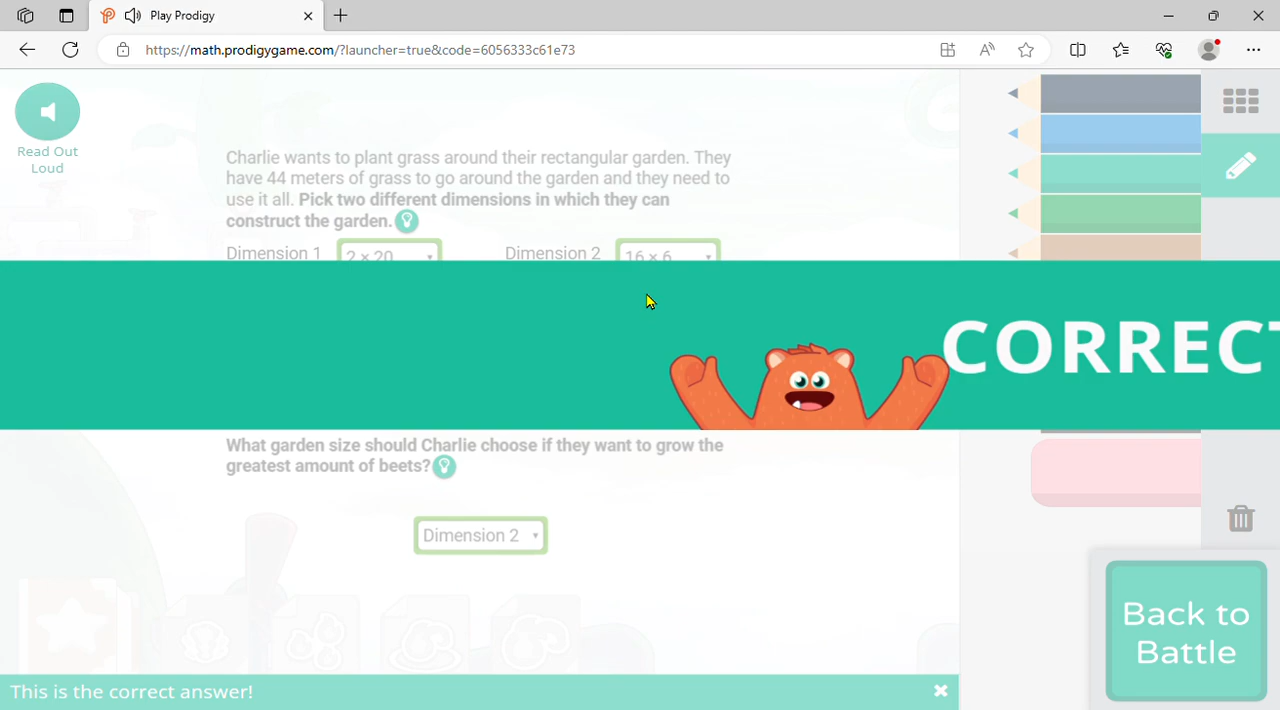 Play Prodigy
https://math.prodigygame.com/?launcher=true&code=6056333c61e73
Read Out
Loud
Charlie wants to plant grass around their rectangular garden. They
have 44 meters of grass to go around the garden and they need to
use it all. Pick two different dimensions in which they can
construct the garden.
Dimension 1 2 × 20 Dimension 2 16 × 6
CORRECT
What garden size should Charlie choose if they want to grow the
greatest amount of beets?
Dimension 2
Back to
Battle
This is the correct answer!